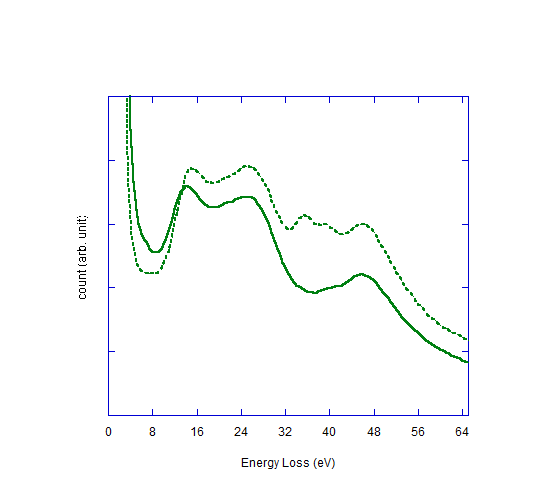 count (arb. unit;
0 8 16 24 32 40 48 56 64
Energy Loss (eV)